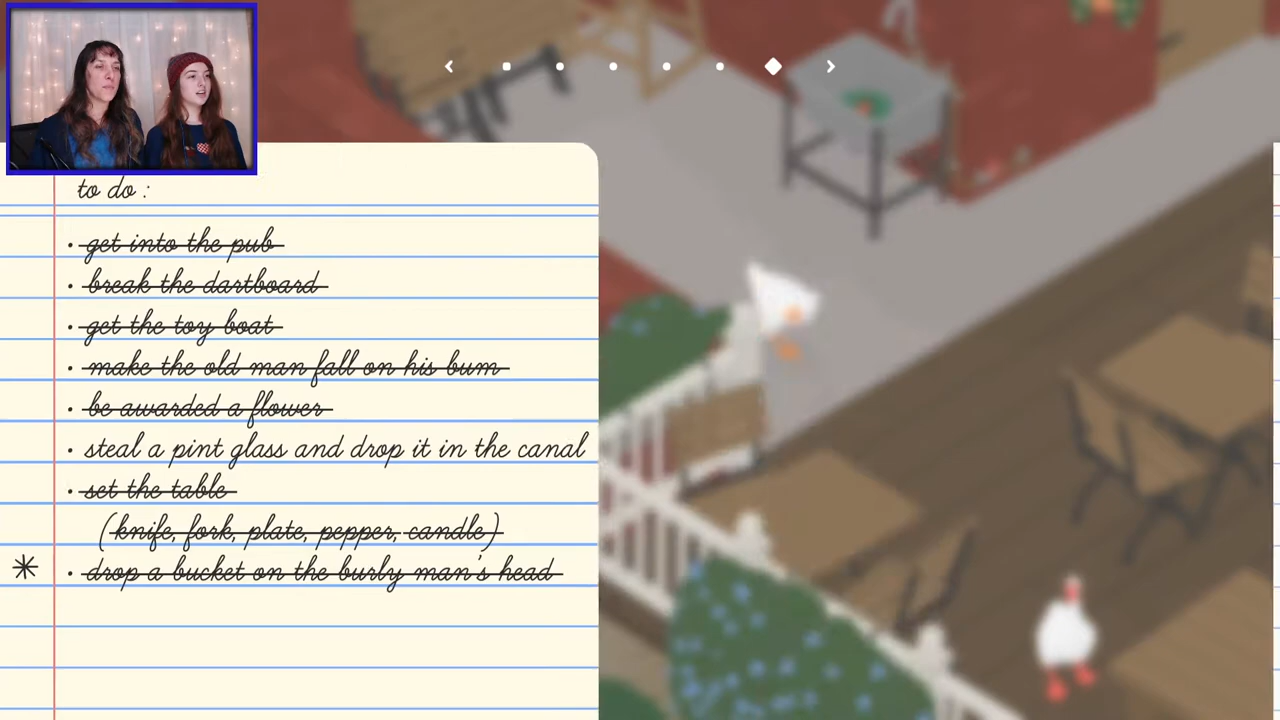 to do :
• get into the pub
• break the dartboard
• get the toy boat
• make the old man fall on his bum
• be awarded a flower
• steal a pint glass and drop it in the canal
• set the table
(knife, fork, plate, pepper, candle)
• drop a bucket on the burly man's head